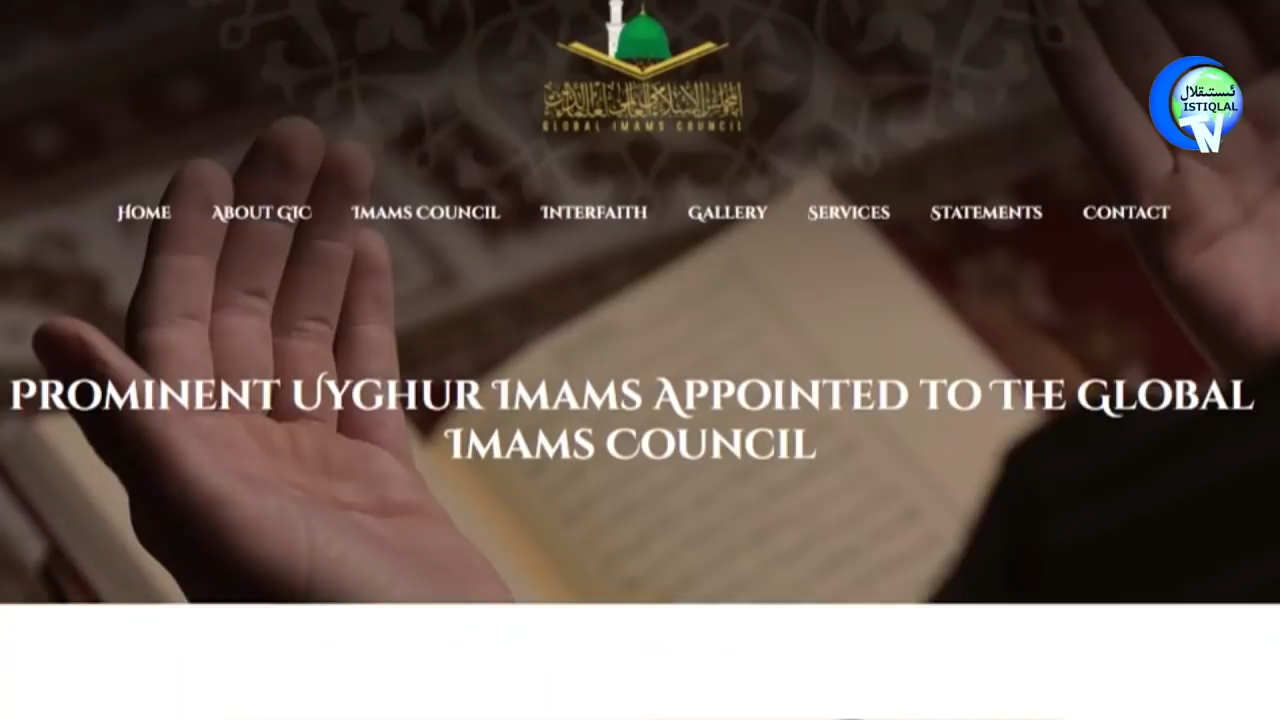 GLOBAL IMAMS COUNCIL
ئىستىقلال
ISTIQLAL
TV
HOME ABOUT GIC IMAMS COUNCIL INTERFAITH GALLERY SERVICES STATEMENTS CONTACT
PROMINENT UYGHUR IMAMS APPOINTED TO THE GLOBAL
IMAMS COUNCIL